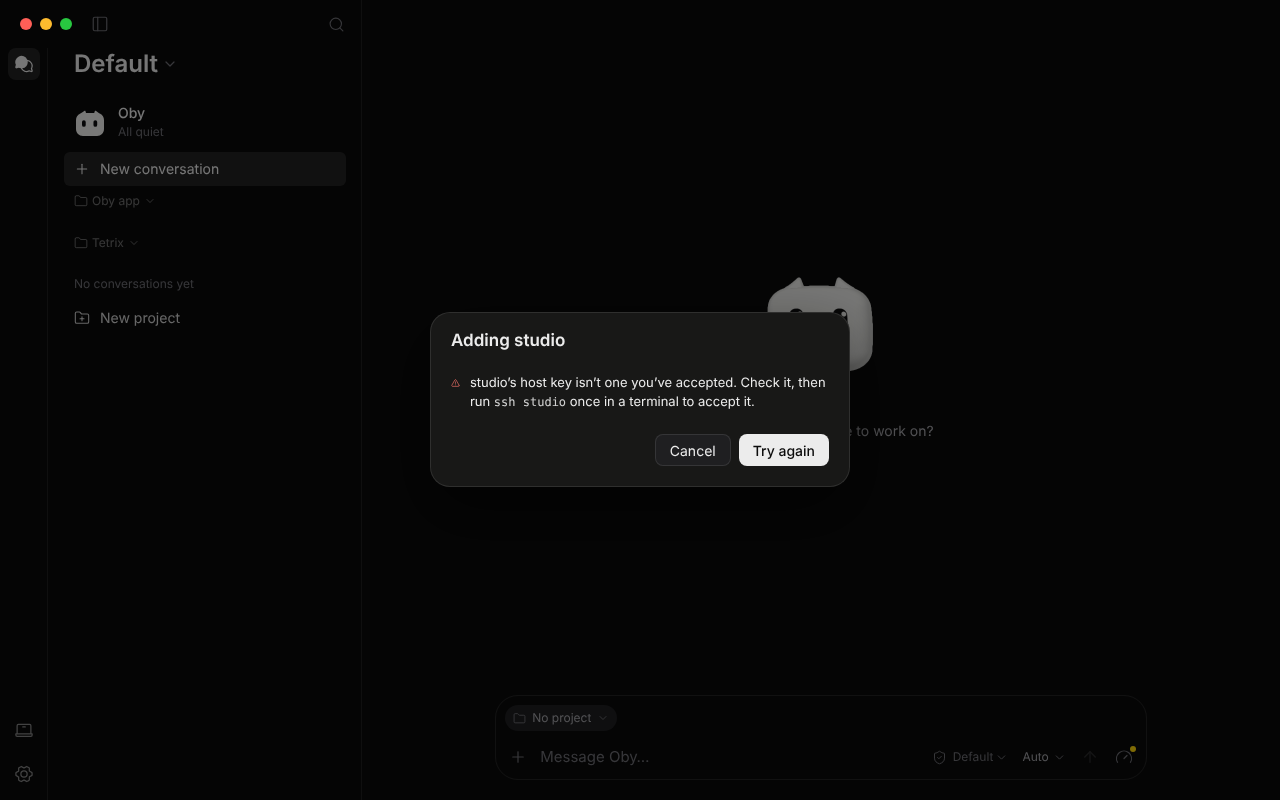 Default
Oby
All quiet
New conversation
Oby app
Tetrix
No conversations yet
New project
Adding studio
studio’s host key isn’t one you’ve accepted. Check it, then
run ssh studio once in a terminal to accept it.
Cancel
Try again
to work on?
No project
Message Oby...
Default
Auto